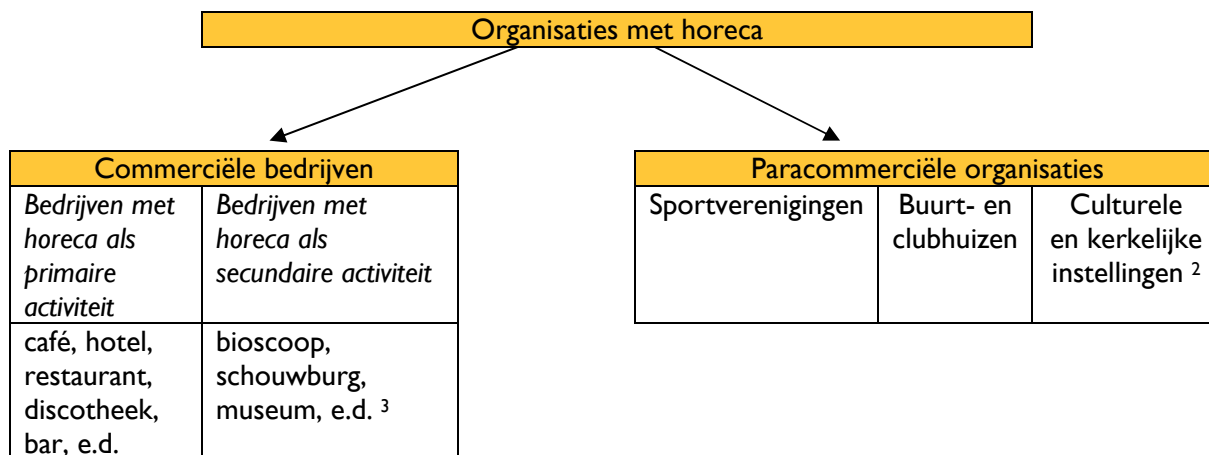 Organisaties met horeca
Commerciële bedrijven
Bedrijven met
horeca als
primaire
activiteit
Bedrijven met
horeca als
secundaire activiteit
café, hotel,
restaurant,
discotheek,
bar, e.d.
bioscoop,
schouwburg,
museum, e.d. ³
Paracommerciële organisaties
Sportverenigingen
Buurt- en
clubhuizen
Culturele
en kerkelijke
instellingen ²